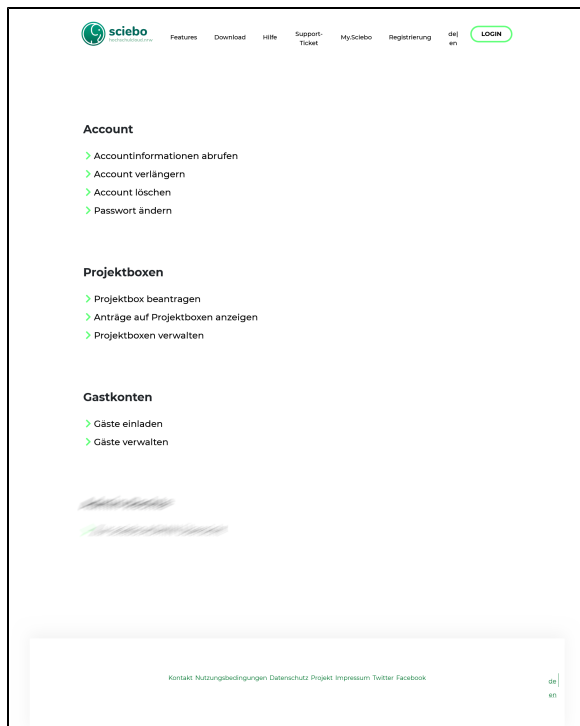 sciebo
hochschulcloud.nrw
Features
Download
Hilfe
Support-
Ticket
My.Sciebo
Registrierung
de|
en
LOGIN
Account
Accountinformationen abrufen
Account verlängern
Account löschen
Passwort ändern
Projektboxen
Projektbox beantragen
Anträge auf Projektboxen anzeigen
Projektboxen verwalten
Gastkonten
Gäste einladen
Gäste verwalten
Kontakt Nutzungsbedingungen Datenschutz Projekt Impressum Twitter Facebook
de
en